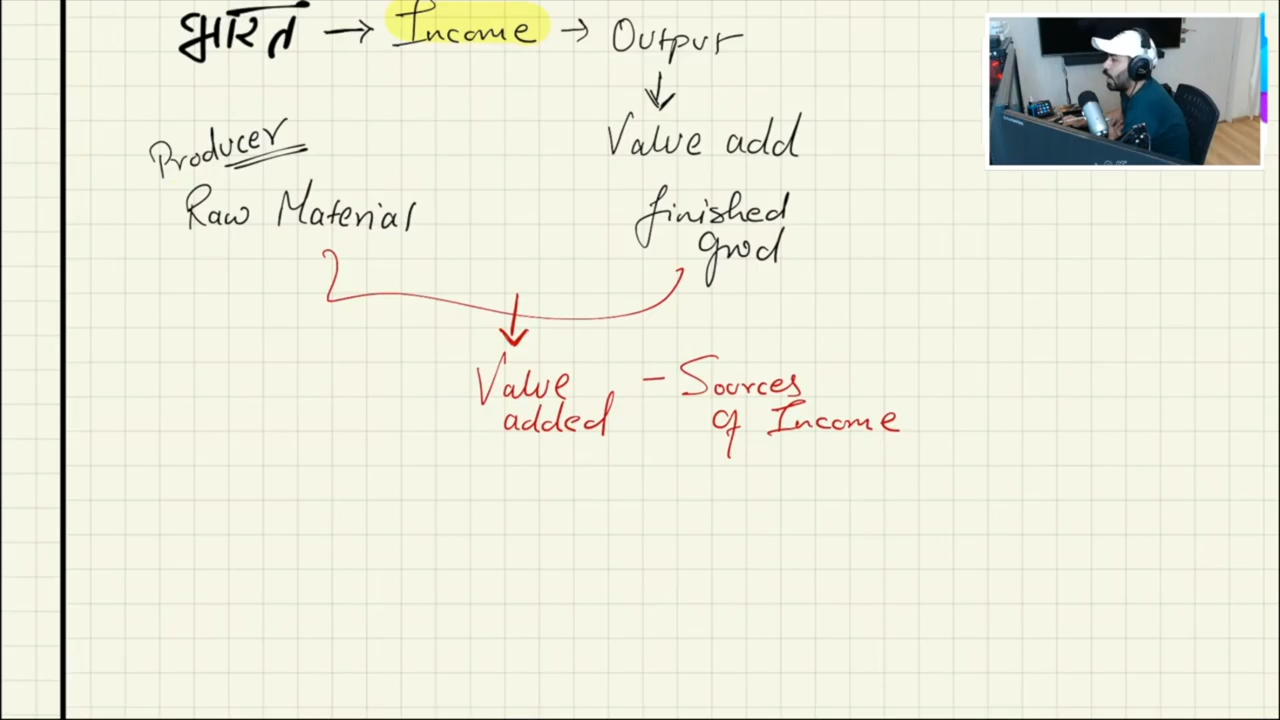 भारत → Income → Output
↓
Value add
Producer
Raw Material
finished
good
Value
added
- Sources
of Income